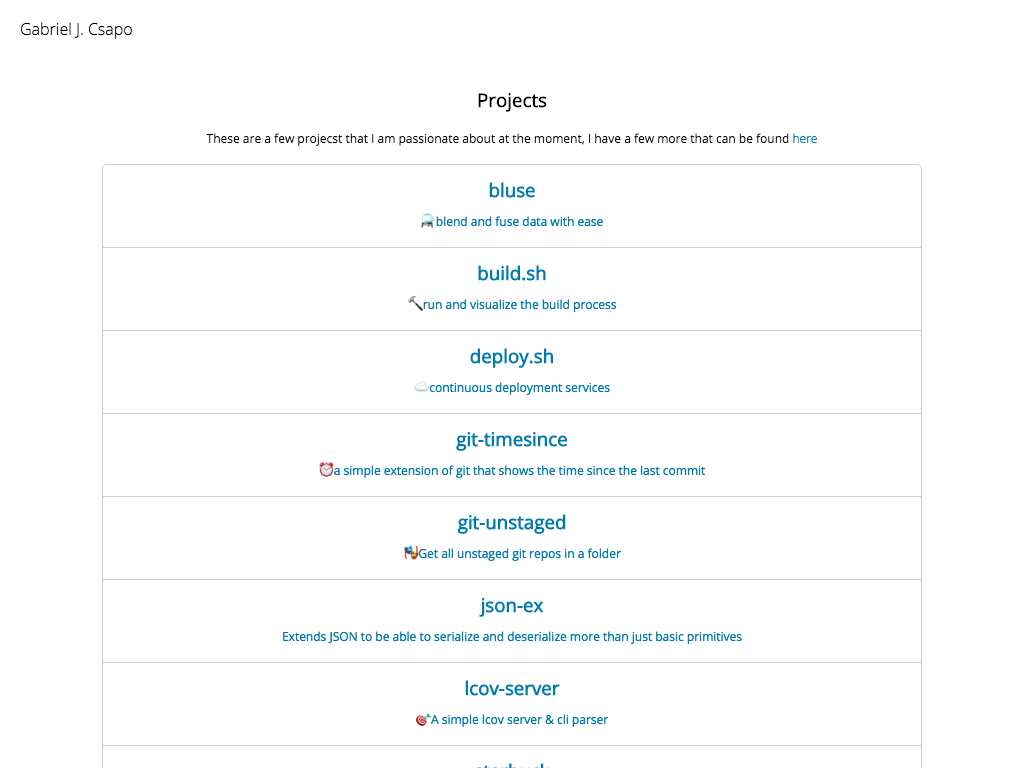 Gabriel J. Csapo
Projects
These are a few projecst that I am passionate about at the moment, I have a few more that can be found here
bluse
blend and fuse data with ease
build.sh
run and visualize the build process
deploy.sh
continuous deployment services
git-timesince
a simple extension of git that shows the time since the last commit
git-unstaged
Get all unstaged git repos in a folder
json-ex
Extends JSON to be able to serialize and deserialize more than just basic primitives
lcov-server
A simple lcov server & cli parser